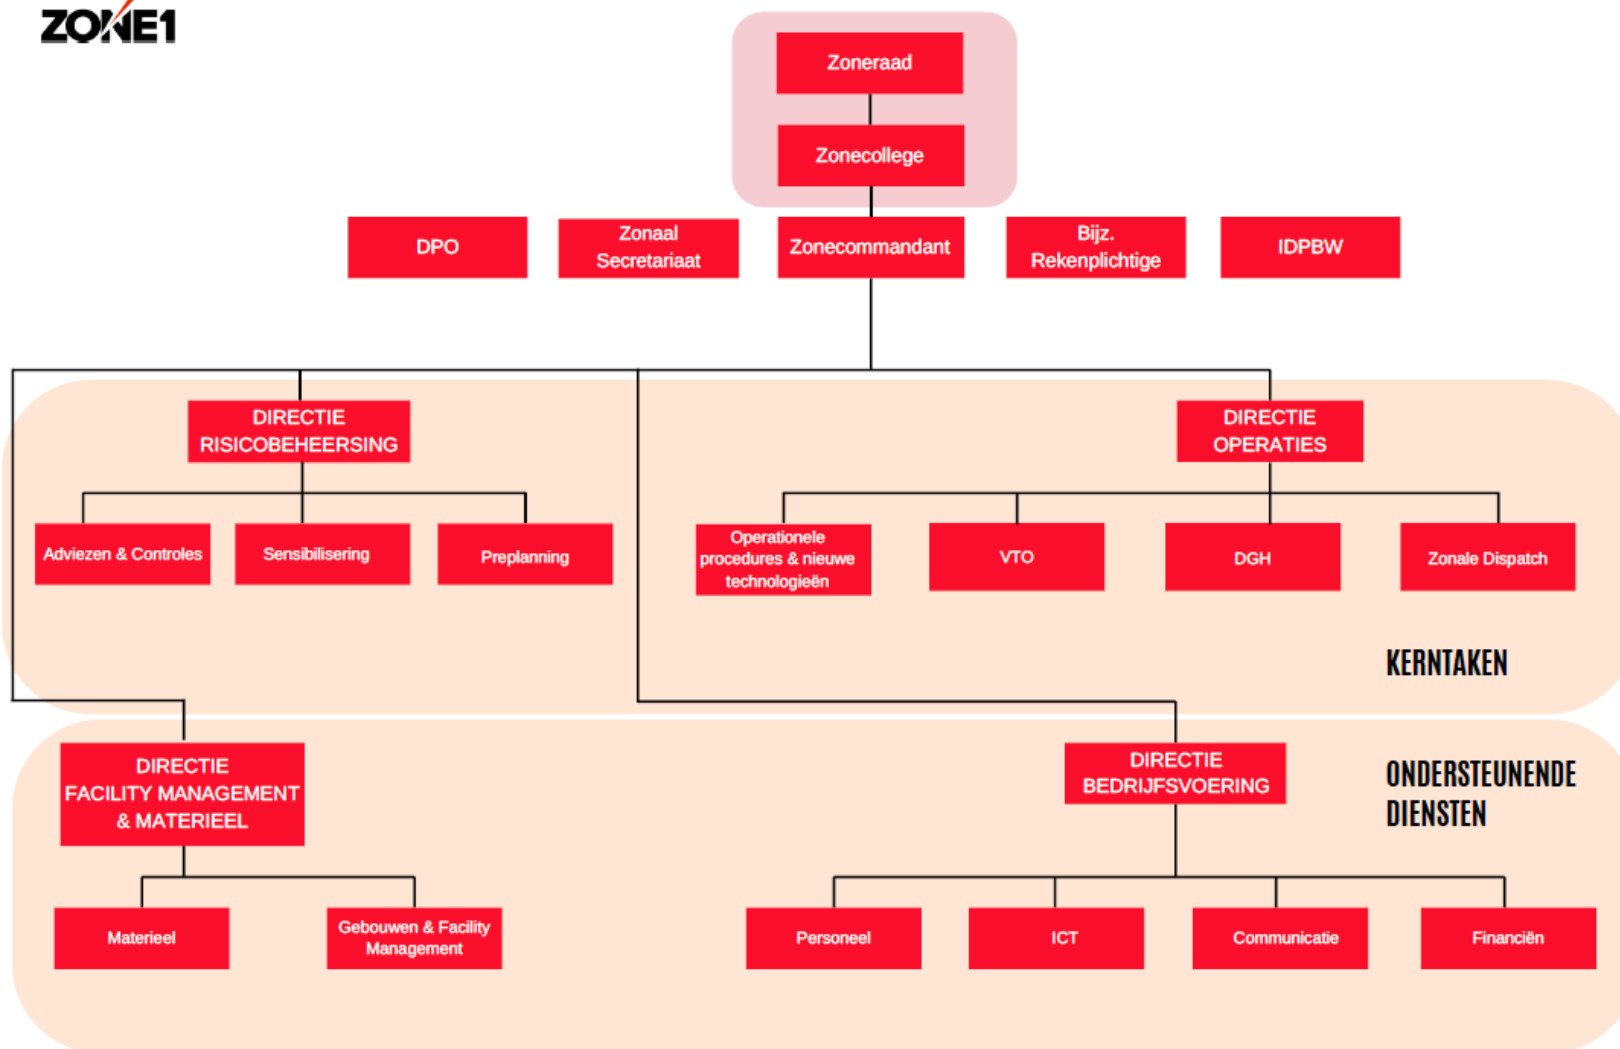 ZONE1
Zoneraad
Zonecollege
DPO
Zonaal
Secretariaat
Zonecommandant
Bijz.
Rekenplichtige
IDPBW
DIRECTIE
RISICOBEHEERSING
DIRECTIE
OPERATIES
Adviezen & Controles
Sensibilisering
Preplanning
Operationele
procedures & nieuwe
technologieën
VTO
DGH
Zonale Dispatch
KERNTAKEN
DIRECTIE
FACILITY MANAGEMENT
& MATERIEEL
DIRECTIE
BEDRIJFSVOERING
ONDERSTEUNENDE
DIENSTEN
Materieel
Gebouwen & Facility
Management
Personeel
ICT
Communicatie
Financiën